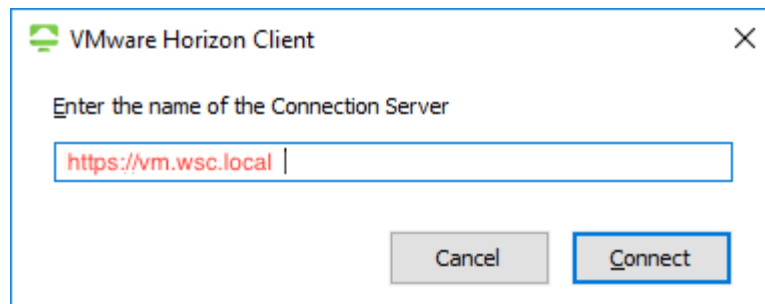 VMware Horizon Client
Enter the name of the Connection Server
https://vm.wsc.local
Cancel Connect